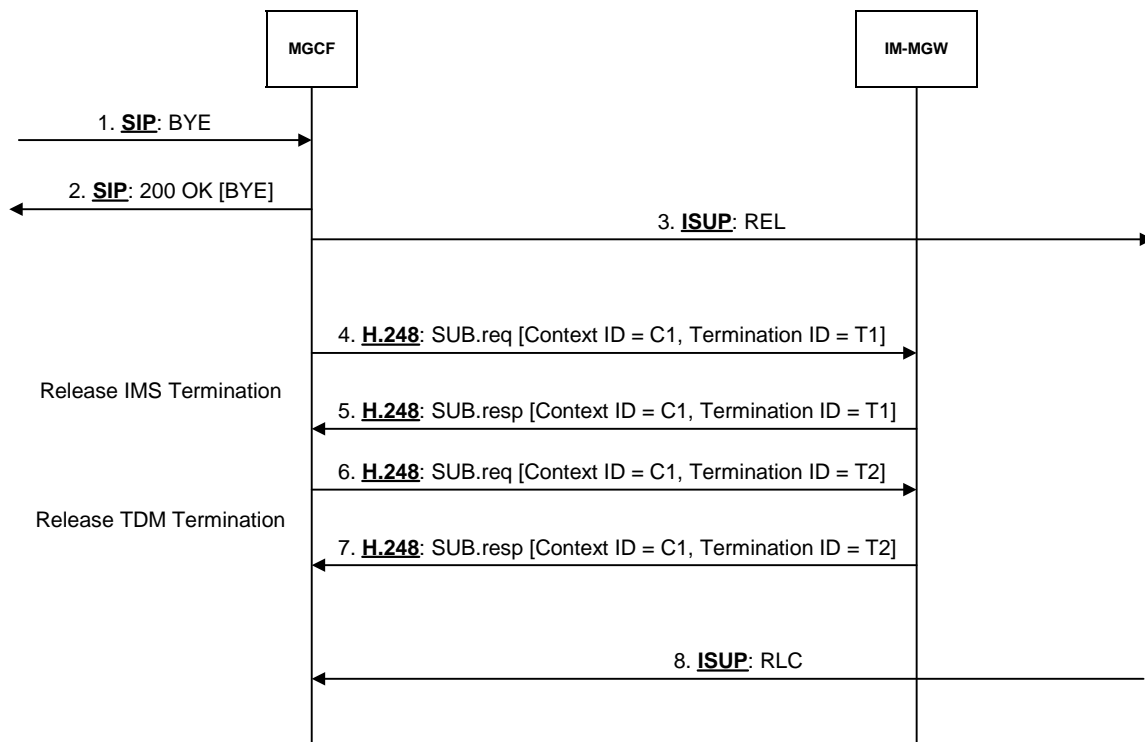 MGCF
IM-MGW
1. SIP: BYE
2. SIP: 200 OK [BYE]
3. ISUP: REL
4. H.248: SUB.req [Context ID = C1, Termination ID = T1]
Release IMS Termination
5. H.248: SUB.resp [Context ID = C1, Termination ID = T1]
6. H.248: SUB.req [Context ID = C1, Termination ID = T2]
Release TDM Termination
7. H.248: SUB.resp [Context ID = C1, Termination ID = T2]
8. ISUP: RLC